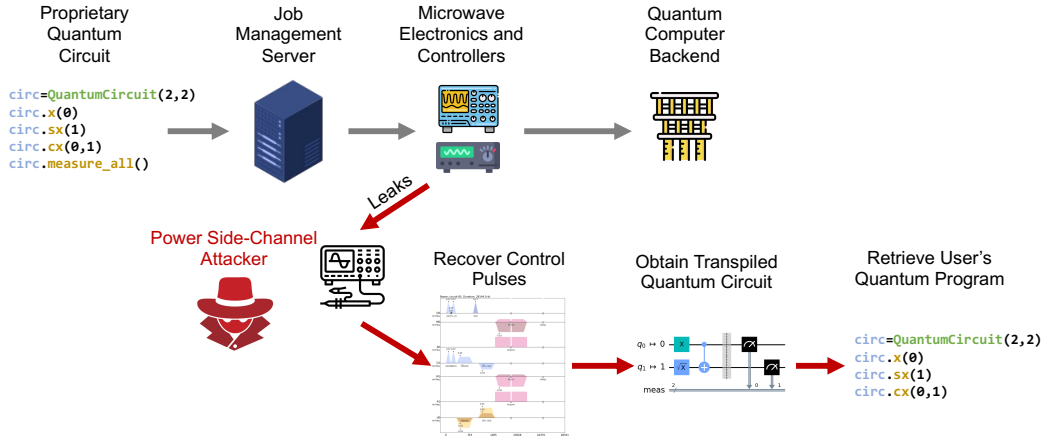 Proprietary
Quantum
Circuit
Job
Management
Server
Microwave
Electronics and
Controllers
Quantum
Computer
Backend
circ=QuantumCircuit(2,2)
circ.x(0)
circ.sx(1)
circ.cx(0,1)
circ.measure_all()
Leaks
Power Side-Channel
Attacker
Recover Control
Pulses
Obtain Transpiled
Quantum Circuit
Retrieve User's
Quantum Program
q₀ ↦ 0
X
q₁ ↦ 1
√X
meas
2
0
1
circ=QuantumCircuit(2,2)
circ.x(0)
circ.sx(1)
circ.cx(0,1)